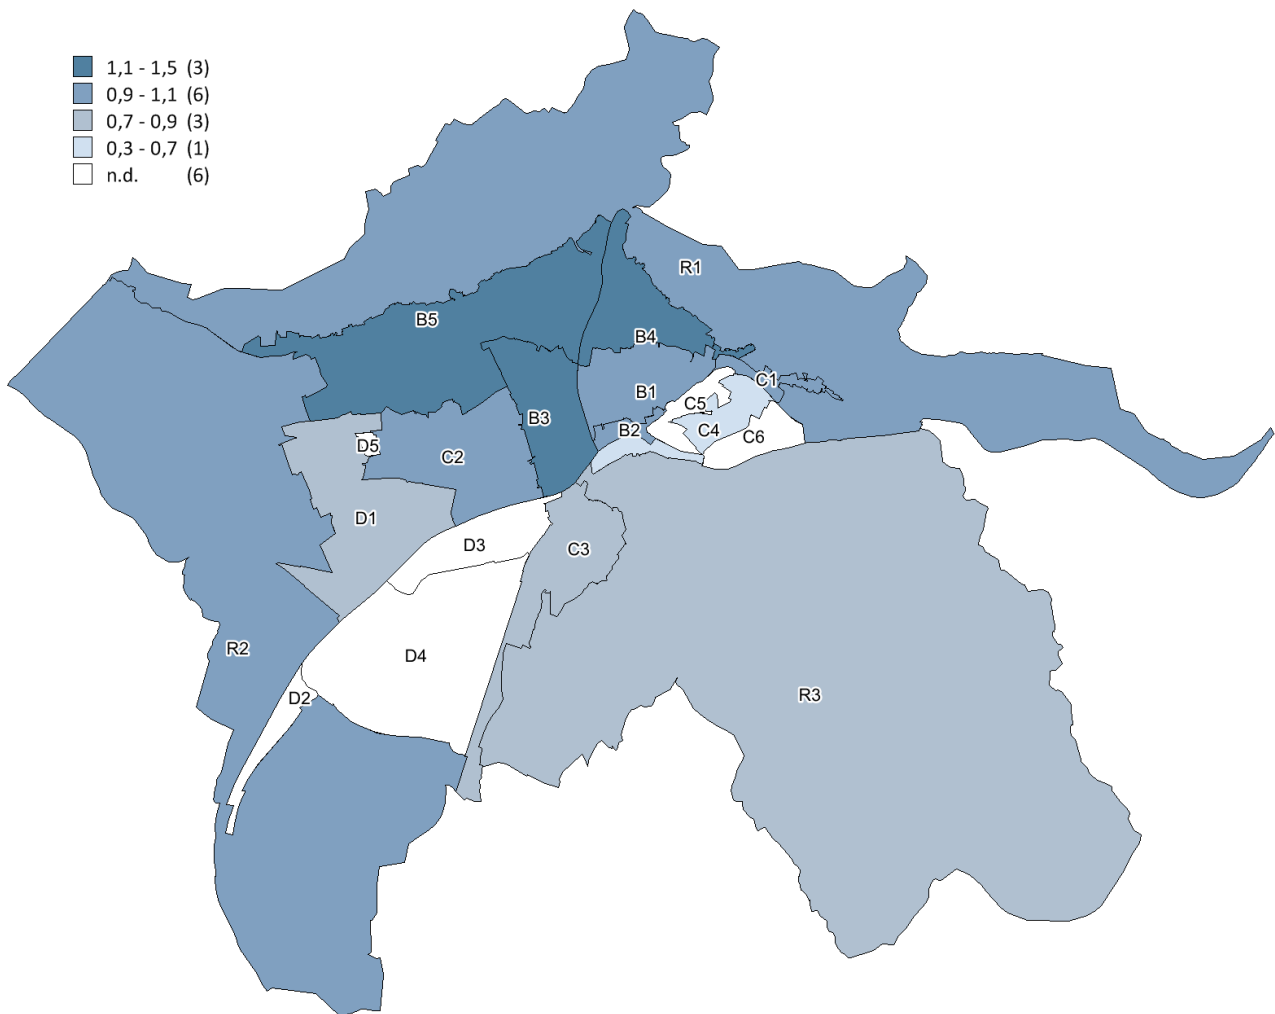 1,1 - 1,5 (3)
0,9 - 1,1 (6)
0,7 - 0,9 (3)
0,3 - 0,7 (1)
n.d. (6)
R1
B5
B4
C1
B1
C5
B3
B2
C4
C6
D5
C2
D1
D3
C3
R2
D4
D2
R3